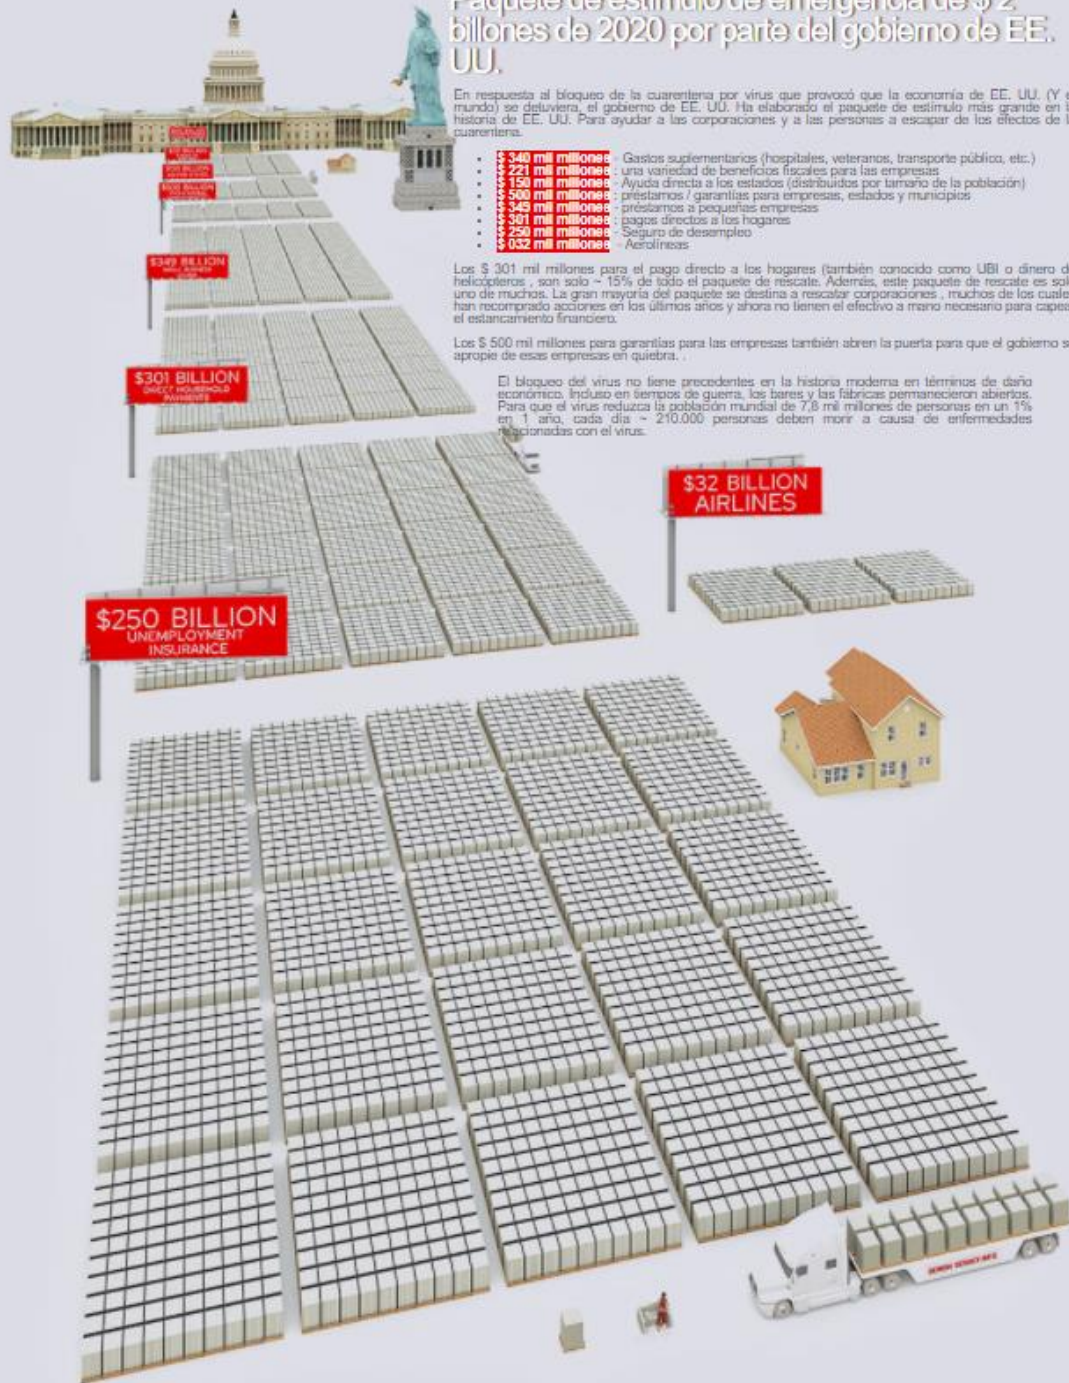 Paquete de estímulo de emergencia de $ 2
billones de 2020 por parte del gobierno de EE.
UU.
En respuesta al bloqueo de la cuarentena por virus que provocó que la economía de EE. UU. (Y e
mundo) se detuviera, el gobierno de EE. UU. Ha elaborado el paquete de estímulo más grande en l
historia de EE. UU. Para ayudar a las corporaciones y a las personas a escapar de los efectos de l
cuarentena.
• $ 340 mil millones - Gastos suplementarios (hospitales, veteranos, transporte público, etc.)
• $ 221 mil millones : una variedad de beneficios fiscales para las empresas
• $ 150 mil millones - Ayuda directa a los estados (distribuidos por tamaño de la población)
• $ 500 mil millones : préstamos / garantías para empresas, estados y municipios
• $ 345 mil millones - préstamos a pequeñas empresas
• $ 301 mil millones : pagos directos a los hogares
• $ 250 mil millones - Seguro de desempleo
• $ 032 mil millones - Aerolíneas
Los $ 301 mil millones para el pago directo a los hogares (también conocido como UBI o dinero d
helicópteros , son solo ~ 15% de todo el paquete de rescate. Además, este paquete de rescate es sol
uno de muchos. La gran mayoría del paquete se destina a rescatar corporaciones , muchos de los cuale
han recomprado acciones en los últimos años y ahora no tienen el efectivo a mano necesario para capea
el estancamiento financiero.
Los $ 500 mil millones para garantías para las empresas también abren la puerta para que el gobierno s
apropie de esas empresas en quiebra. .
El bloqueo del virus no tiene precedentes en la historia moderna en términos de daño
económico. Incluso en tiempos de guerra, los bares y las fábricas permanecieron abiertos.
Para que el virus reduzca la población mundial de 7,8 mil millones de personas en un 1%
en 1 año, cada día ~ 210.000 personas deben morir a causa de enfermedades
relacionadas con el virus.
$349 BILLION
$301 BILLION
DIRECT HOUSEHOLD
PAYMENTS
$32 BILLION
AIRLINES
$250 BILLION
UNEMPLOYMENT
INSURANCE